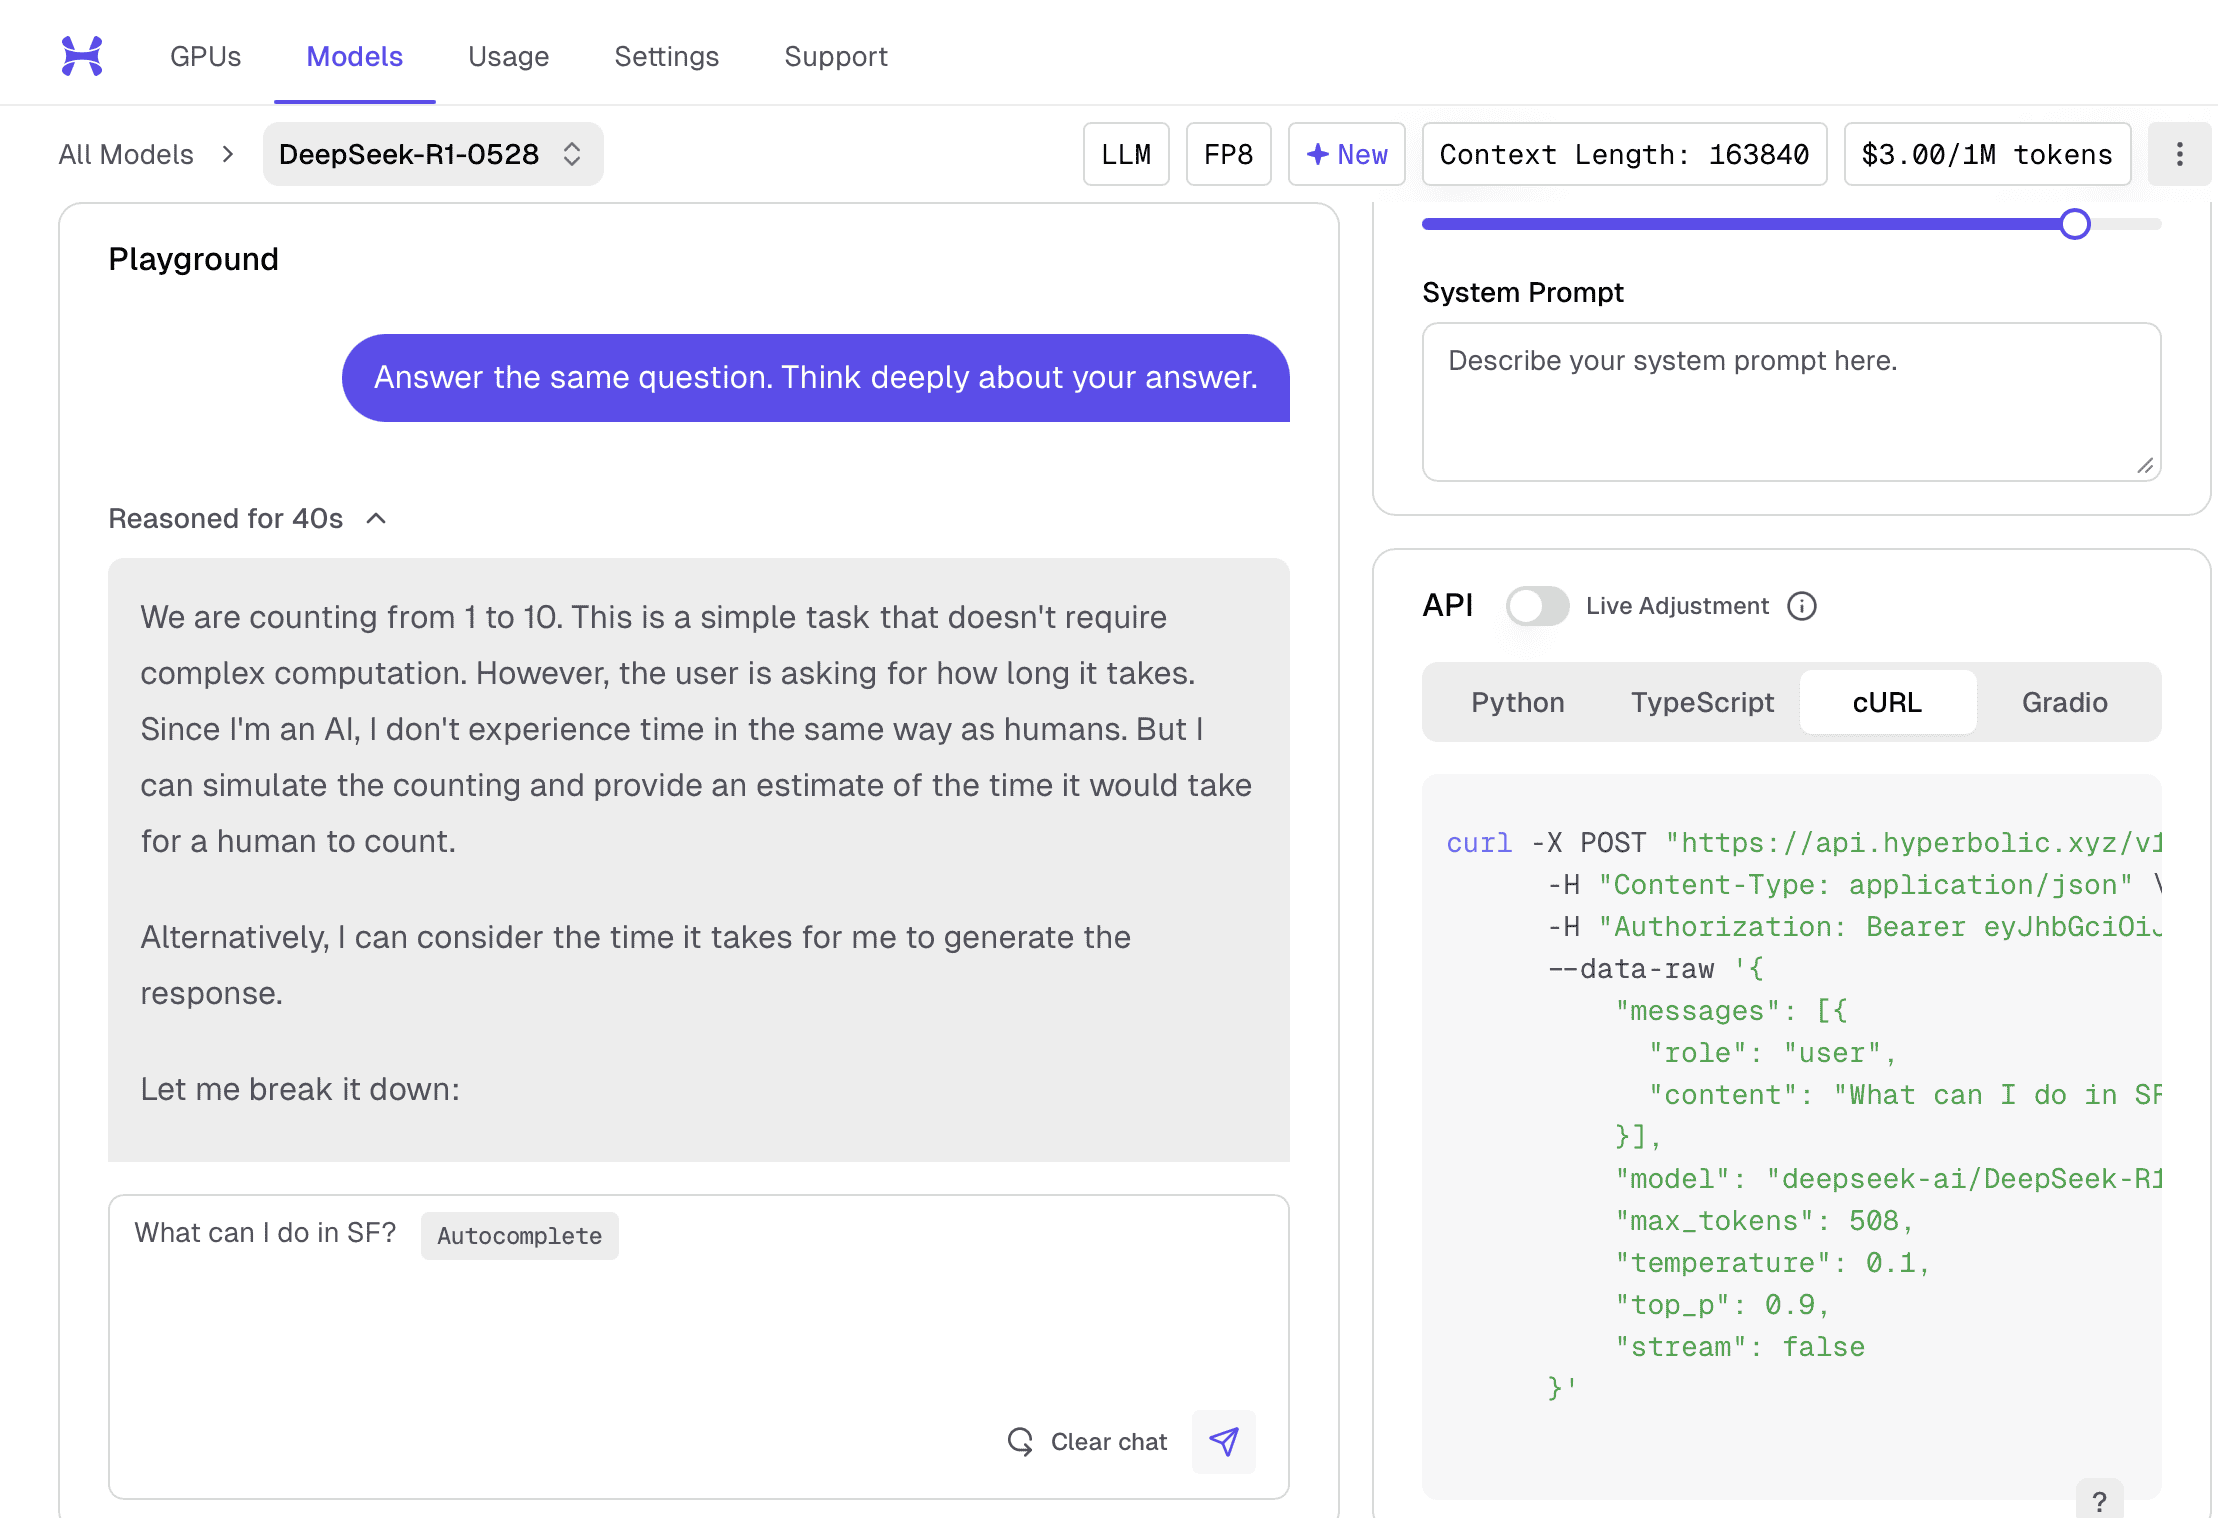 GPUs Models Usage Settings Support
All Models > DeepSeek-R1-0528 LLM FP8 New Context Length: 163840 $3.00/1M tokens
Playground
Answer the same question. Think deeply about your answer.
Reasoned for 40s
We are counting from 1 to 10. This is a simple task that doesn't require
complex computation. However, the user is asking for how long it takes.
Since I'm an AI, I don't experience time in the same way as humans. But I
can simulate the counting and provide an estimate of the time it would take
for a human to count.
Alternatively, I can consider the time it takes for me to generate the
response.
Let me break it down:
What can I do in SF? Autocomplete
Clear chat
System Prompt
Describe your system prompt here.
API Live Adjustment
Python TypeScript cURL Gradio
curl -X POST "https://api.hyperbolic.xyz/v1
-H "Content-Type: application/json" \
-H "Authorization: Bearer eyJhbGciOiJ
--data-raw '{
"messages": [{
"role": "user",
"content": "What can I do in SF
}],
"model": "deepseek-ai/DeepSeek-R1
"max_tokens": 508,
"temperature": 0.1,
"top_p": 0.9,
"stream": false
}'
?